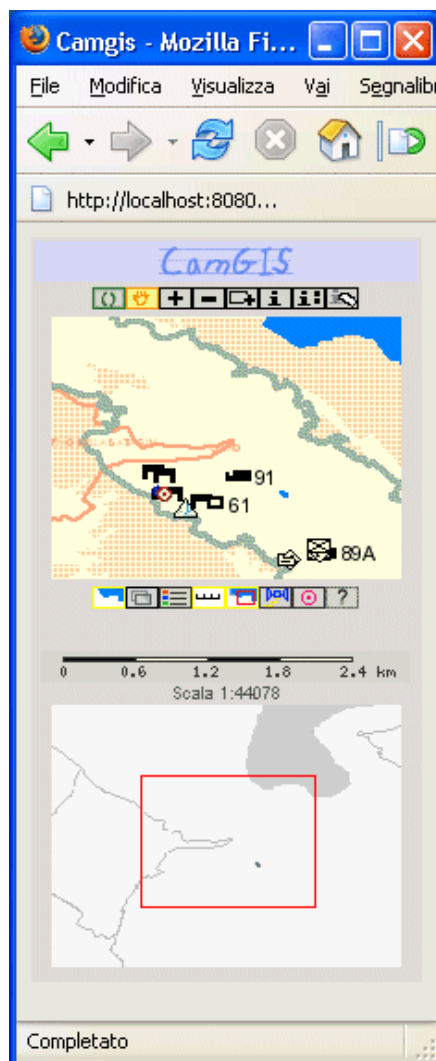 Camgis - Mozilla Fi...
File Modifica Visualizza Vai Segnalibr
http://localhost:8080...
CamGIS
91
61
89A
?
0 0.6 1.2 1.8 2.4 km
Scala 1:44078
Completato